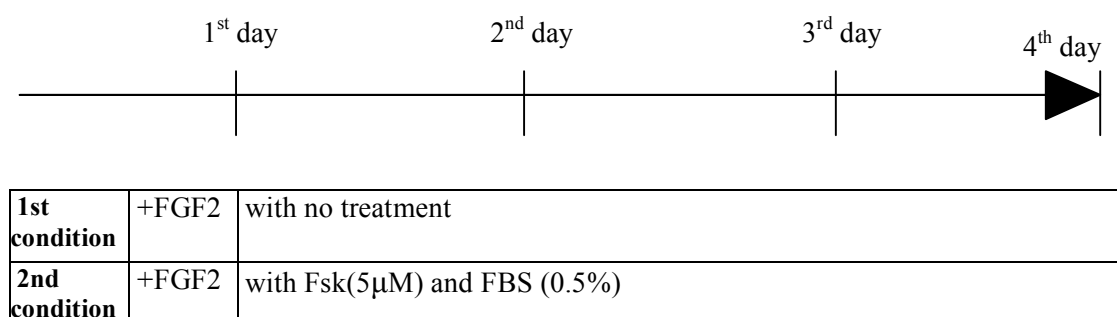 1st day 2nd day 3rd day 4th day
1st condition +FGF2 with no treatment
2nd condition +FGF2 with Fsk(5μM) and FBS (0.5%)